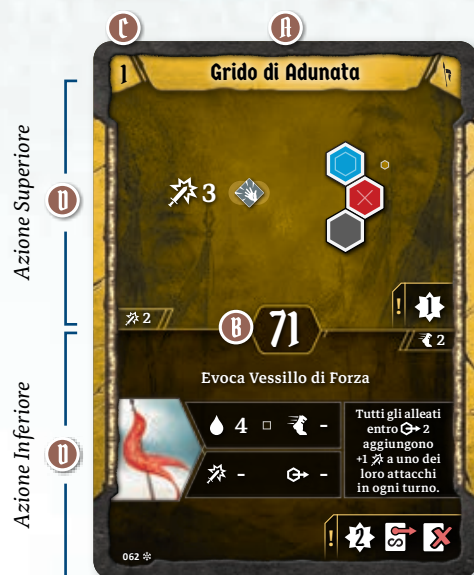 C
A
1
Grido di Adunata
Azione Superiore
D
3
1
2
B
71
2
Evoca Vessillo di Forza
Azione Inferiore
D
4
-
-
-
Tutti gli alleati
entro 2
aggiungono
+1 a uno dei
loro attacchi
in ogni turno.
2
062